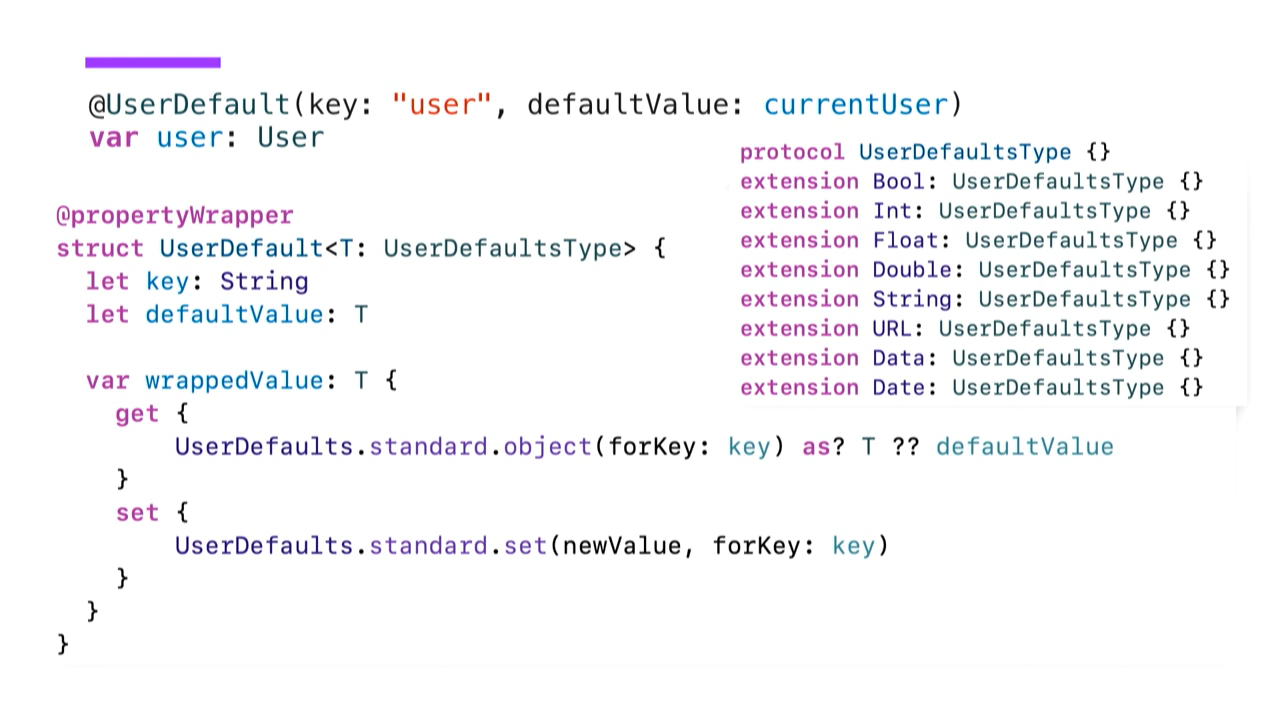 @UserDefault(key: "user", defaultValue: currentUser)
var user: User
protocol UserDefaultsType {}
extension Bool: UserDefaultsType {}
extension Int: UserDefaultsType {}
extension Float: UserDefaultsType {}
extension Double: UserDefaultsType {}
extension String: UserDefaultsType {}
extension URL: UserDefaultsType {}
extension Data: UserDefaultsType {}
extension Date: UserDefaultsType {}
@propertyWrapper
struct UserDefault<T: UserDefaultsType> {
  let key: String
  let defaultValue: T

  var wrappedValue: T {
    get {
        UserDefaults.standard.object(forKey: key) as? T ?? defaultValue
    }
    set {
        UserDefaults.standard.set(newValue, forKey: key)
    }
  }
}